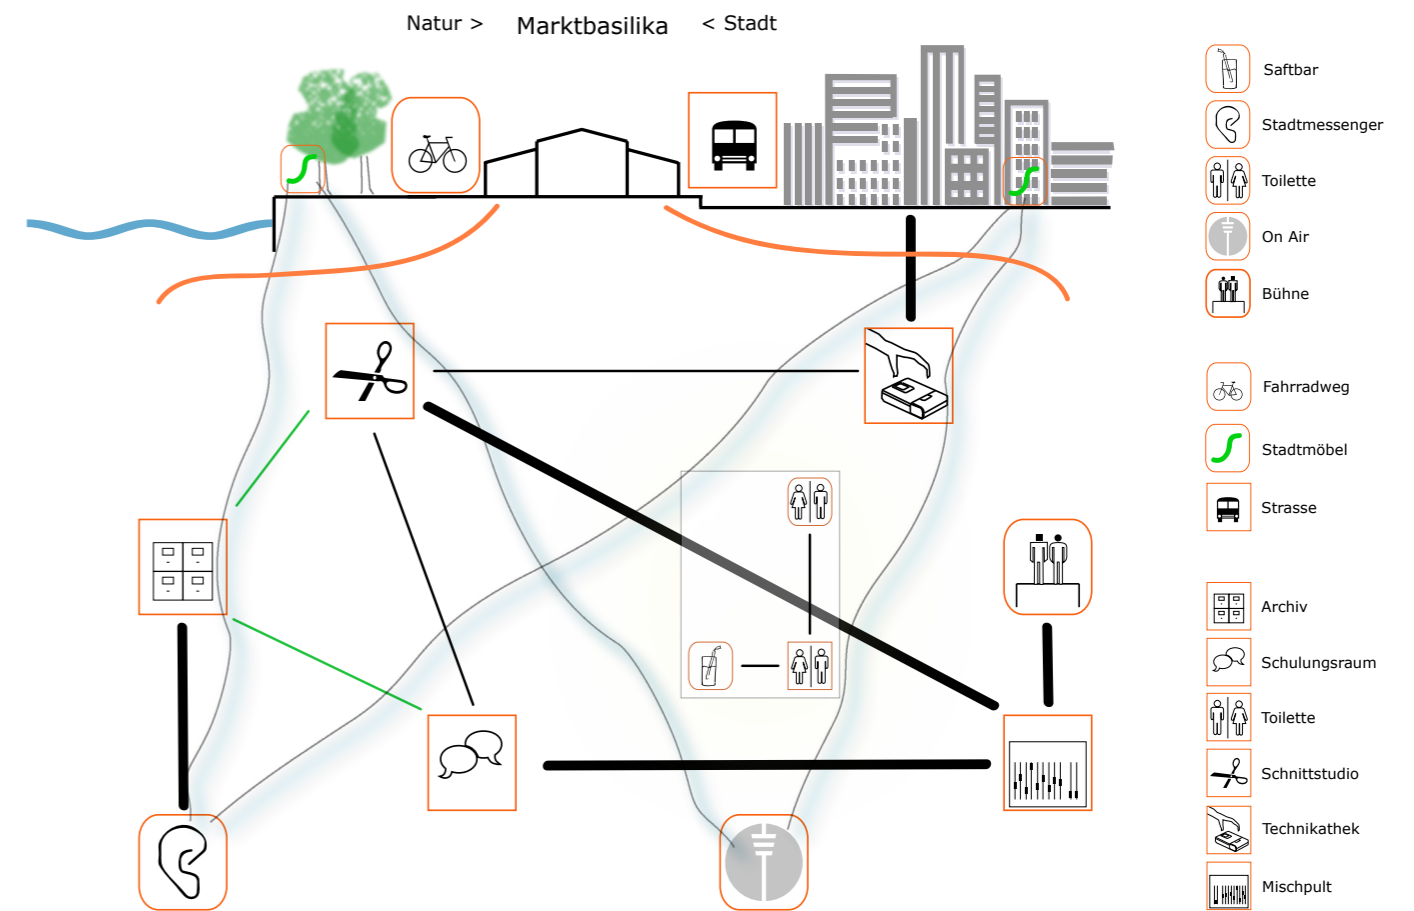 Natur > Marktbasilika < Stadt
Saftbar
Stadtmessenger
Toilette
On Air
Bühne
Fahrradweg
Stadtmöbel
Strasse
Archiv
Schulungsraum
Toilette
Schnittstudio
Technikathek
Mischpult